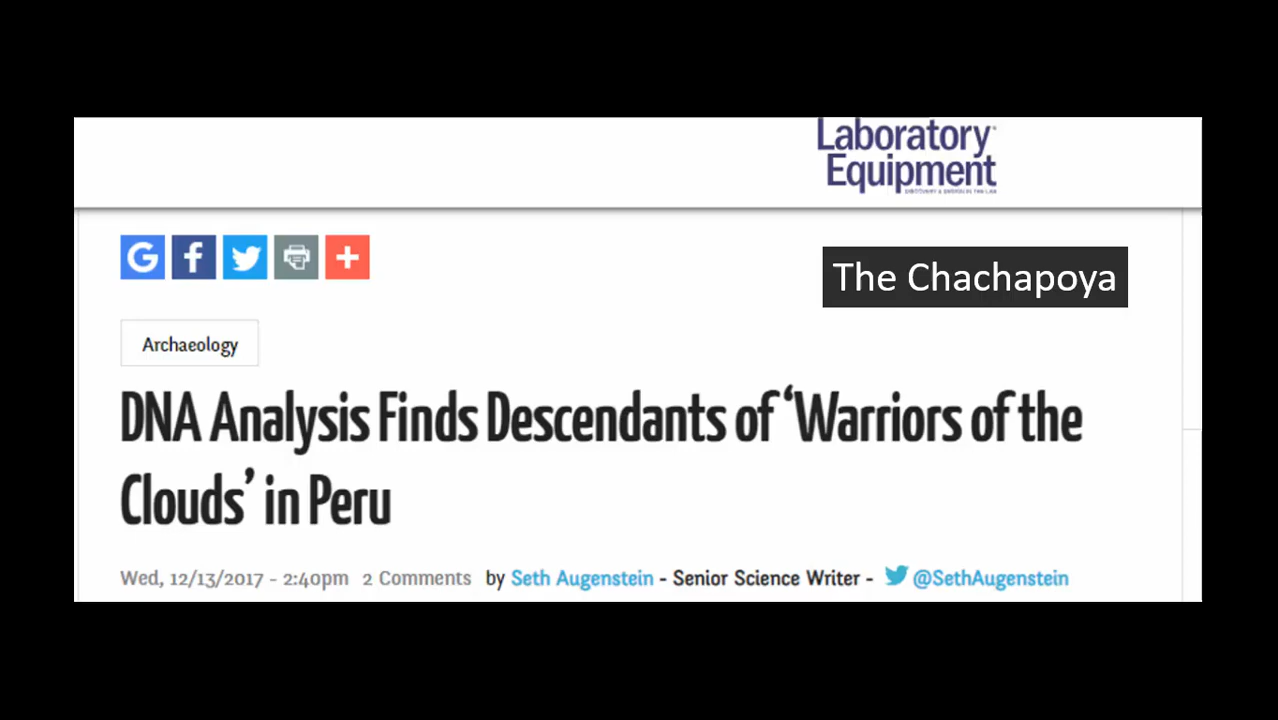 Laboratory
Equipment
The Chachapoya
Archaeology
DNA Analysis Finds Descendants of ‘Warriors of the
Clouds’ in Peru
Wed, 12/13/2017 - 2:40pm 2 Comments by Seth Augenstein - Senior Science Writer - @SethAugenstein